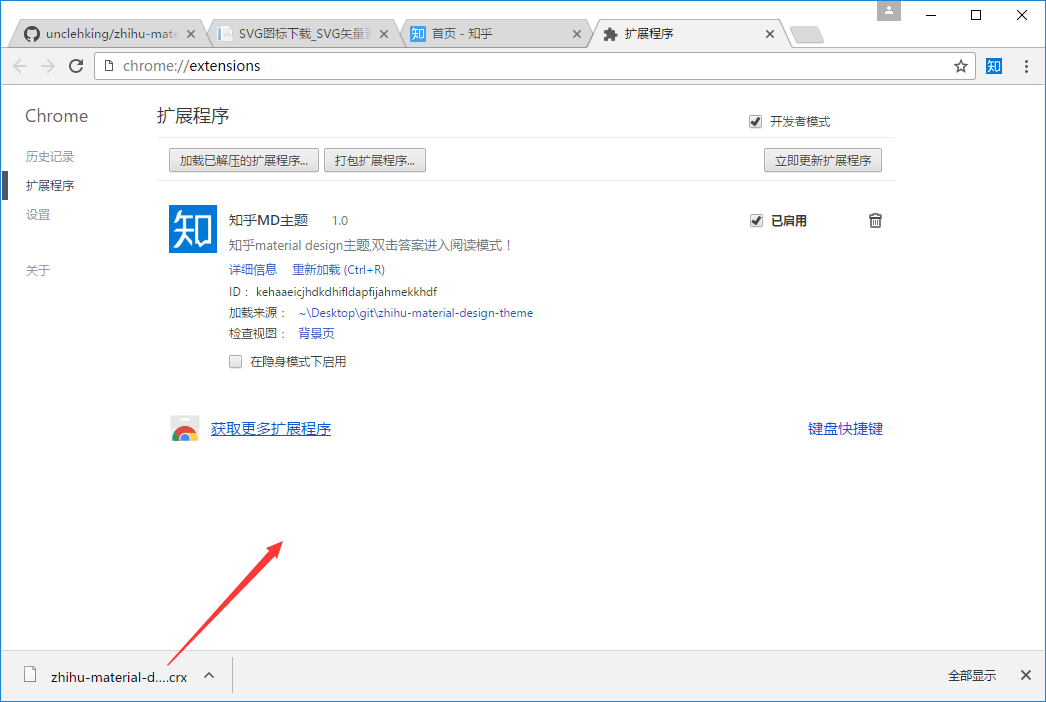 unclehking/zhihu-mate
SVG图标下载_SVG矢量
首页 - 知乎
扩展程序
chrome://extensions
知
Chrome
扩展程序
开发者模式
历史记录
扩展程序
设置
关于
加载已解压的扩展程序...
打包扩展程序...
立即更新扩展程序
知
知乎MD主题 1.0
已启用
知乎material design主题,双击答案进入阅读模式！
详细信息 重新加载 (Ctrl+R)
ID： kehaaeicjhdkdhifldapfijahmekkhdf
加载来源： ~\Desktop\git\zhihu-material-design-theme
检查视图： 背景页
在隐身模式下启用
获取更多扩展程序
键盘快捷键
zhihu-material-d....crx
全部显示